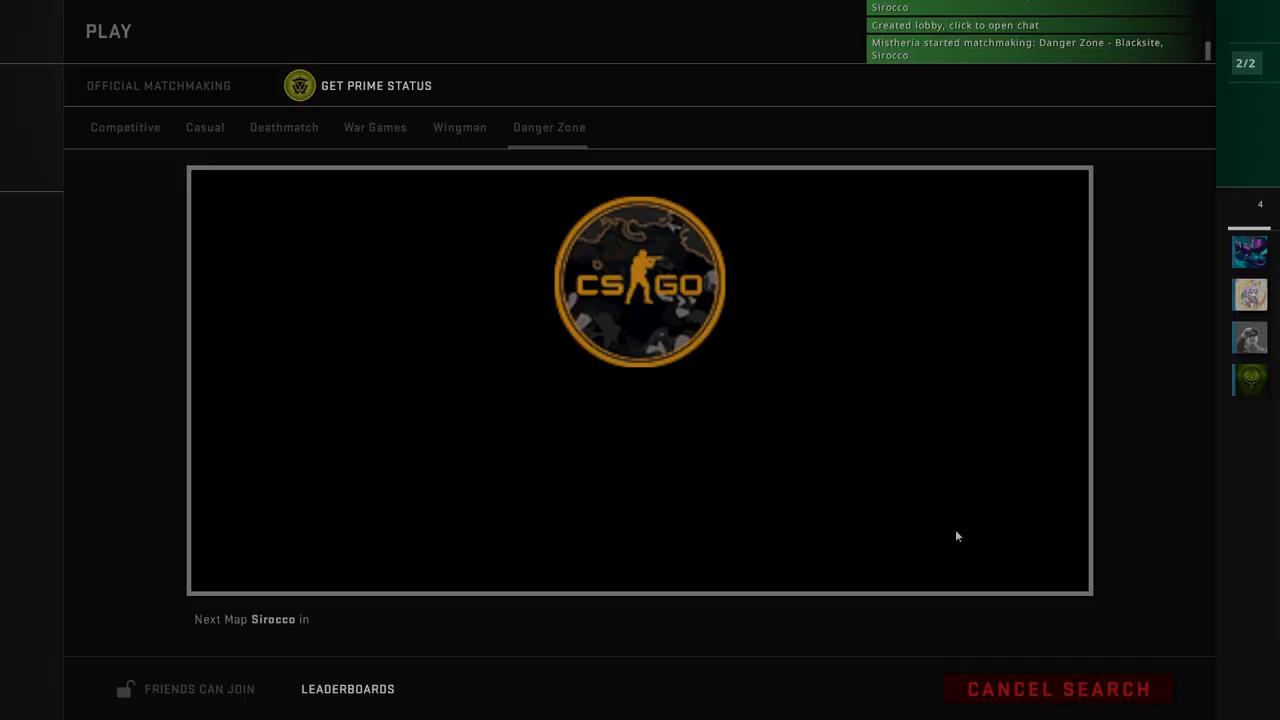 PLAY
Sirocco
Created lobby, click to open chat
Mistheria started matchmaking: Danger Zone - Blacksite,
Sirocco
2/2
OFFICIAL MATCHMAKING
GET PRIME STATUS
Competitive
Casual
Deathmatch
War Games
Wingman
Danger Zone
4
CS GO
Next Map Sirocco in
FRIENDS CAN JOIN
LEADERBOARDS
CANCEL SEARCH